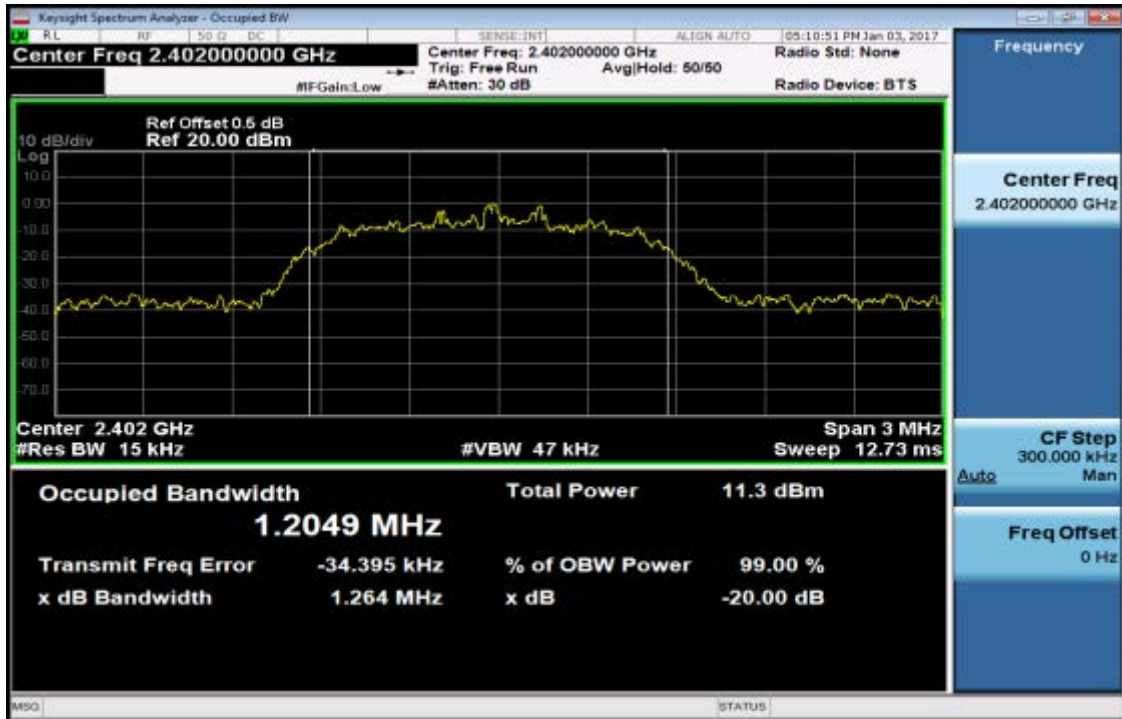 Keysight Spectrum Analyzer - Occupied BW
RL RF 50 Ω DC SENSE:INT ALIGN AUTO 05:10:51 PM Jan 03, 2017
Center Freq 2.402000000 GHz
Center Freq: 2.402000000 GHz Radio Std: None
Trig: Free Run Avg|Hold: 50/50
#IFGain:Low #Atten: 30 dB Radio Device: BTS
Ref Offset 0.5 dB
10 dB/div Ref 20.00 dBm
Log
10.0
0.00
-10.0
-20.0
-30.0
-40.0
-50.0
-60.0
-70.0
Center 2.402 GHz Span 3 MHz
#Res BW 15 kHz #VBW 47 kHz Sweep 12.73 ms
Occupied Bandwidth Total Power 11.3 dBm
1.2049 MHz
Transmit Freq Error -34.395 kHz % of OBW Power 99.00 %
x dB Bandwidth 1.264 MHz x dB -20.00 dB
MSG STATUS
Frequency
Center Freq
2.402000000 GHz
CF Step
300.000 kHz
Auto Man
Freq Offset
0 Hz